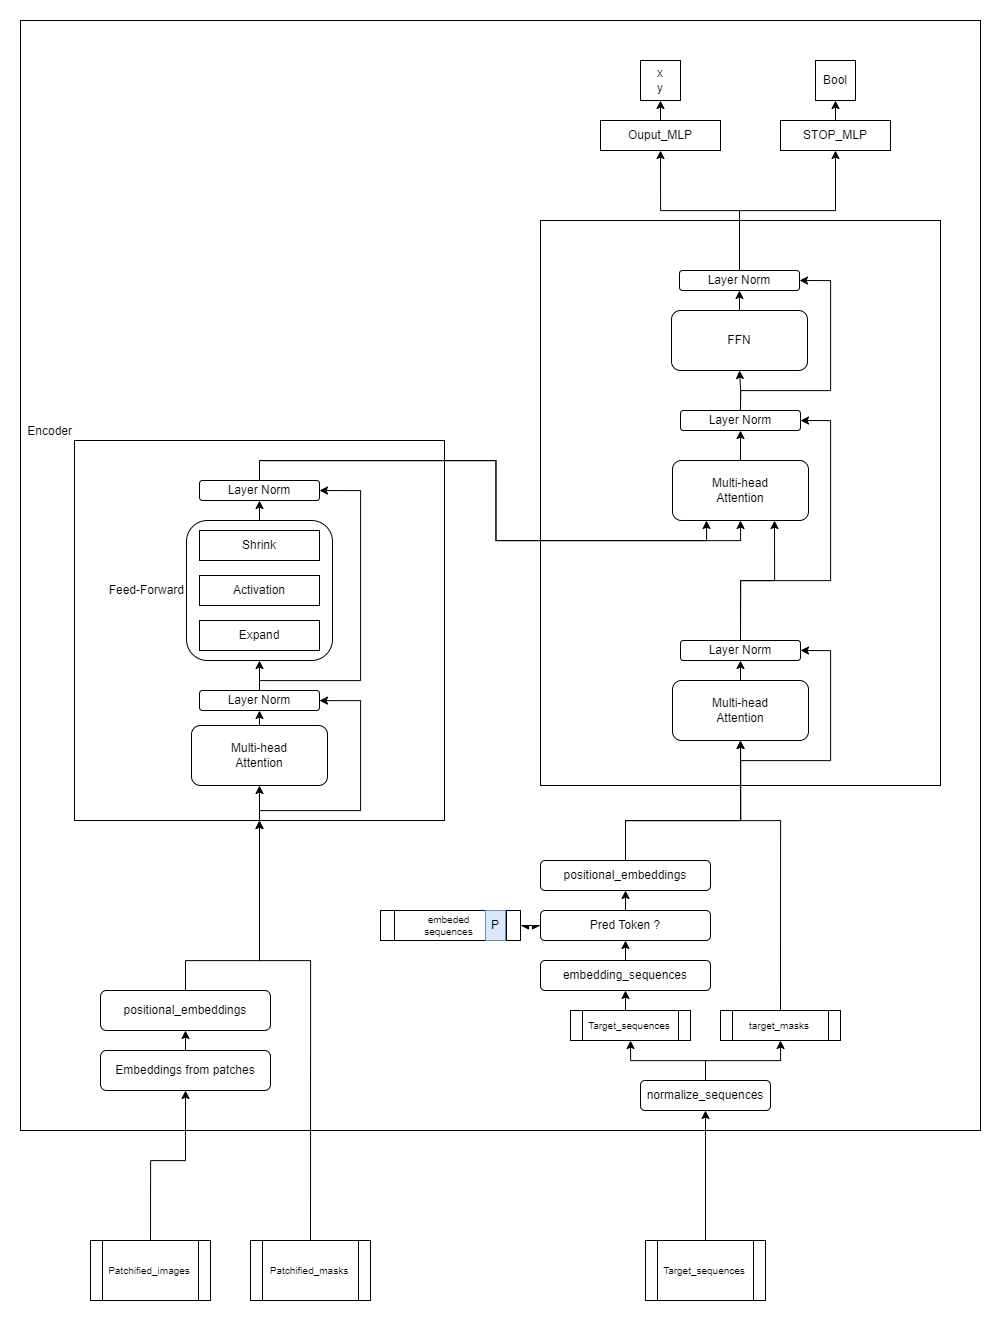 x
y
Bool
Ouput_MLP
STOP_MLP
Layer Norm
FFN
Layer Norm
Multi-head
Attention
Layer Norm
Multi-head
Attention
Encoder
Layer Norm
Shrink
Feed-Forward
Activation
Expand
Layer Norm
Multi-head
Attention
positional_embeddings
embeded
sequences
P
Pred Token ?
embedding_sequences
Target_sequences
target_masks
normalize_sequences
positional_embeddings
Embeddings from patches
Patchified_images
Patchified_masks
Target_sequences